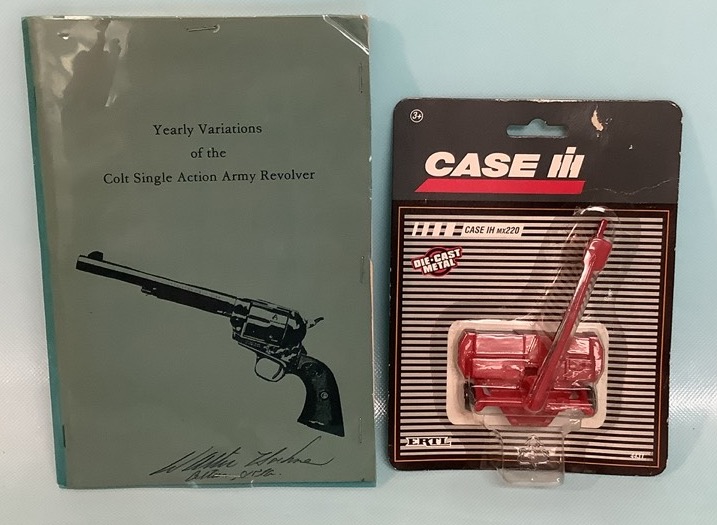 Yearly Variations
of the
Colt Single Action Army Revolver
3+
CASE IH
CASE IH MX220
DIE-CAST
METAL
ERTL